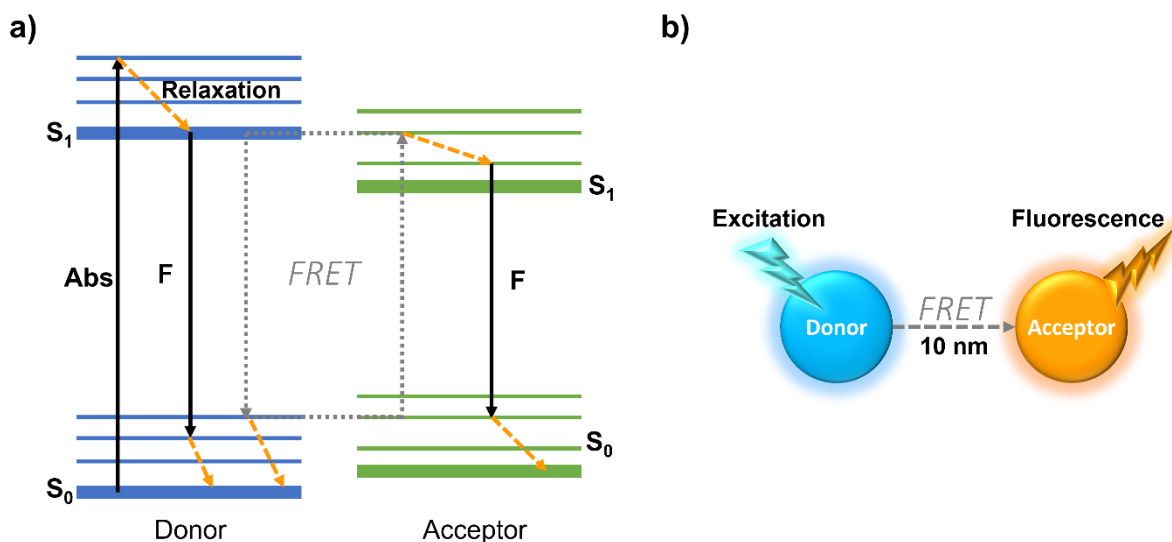 a)
b)
Relaxation
S₁
S₁
Excitation
Fluorescence
Abs
F
FRET
F
Donor
FRET
10 nm
Acceptor
S₀
S₀
Donor
Acceptor